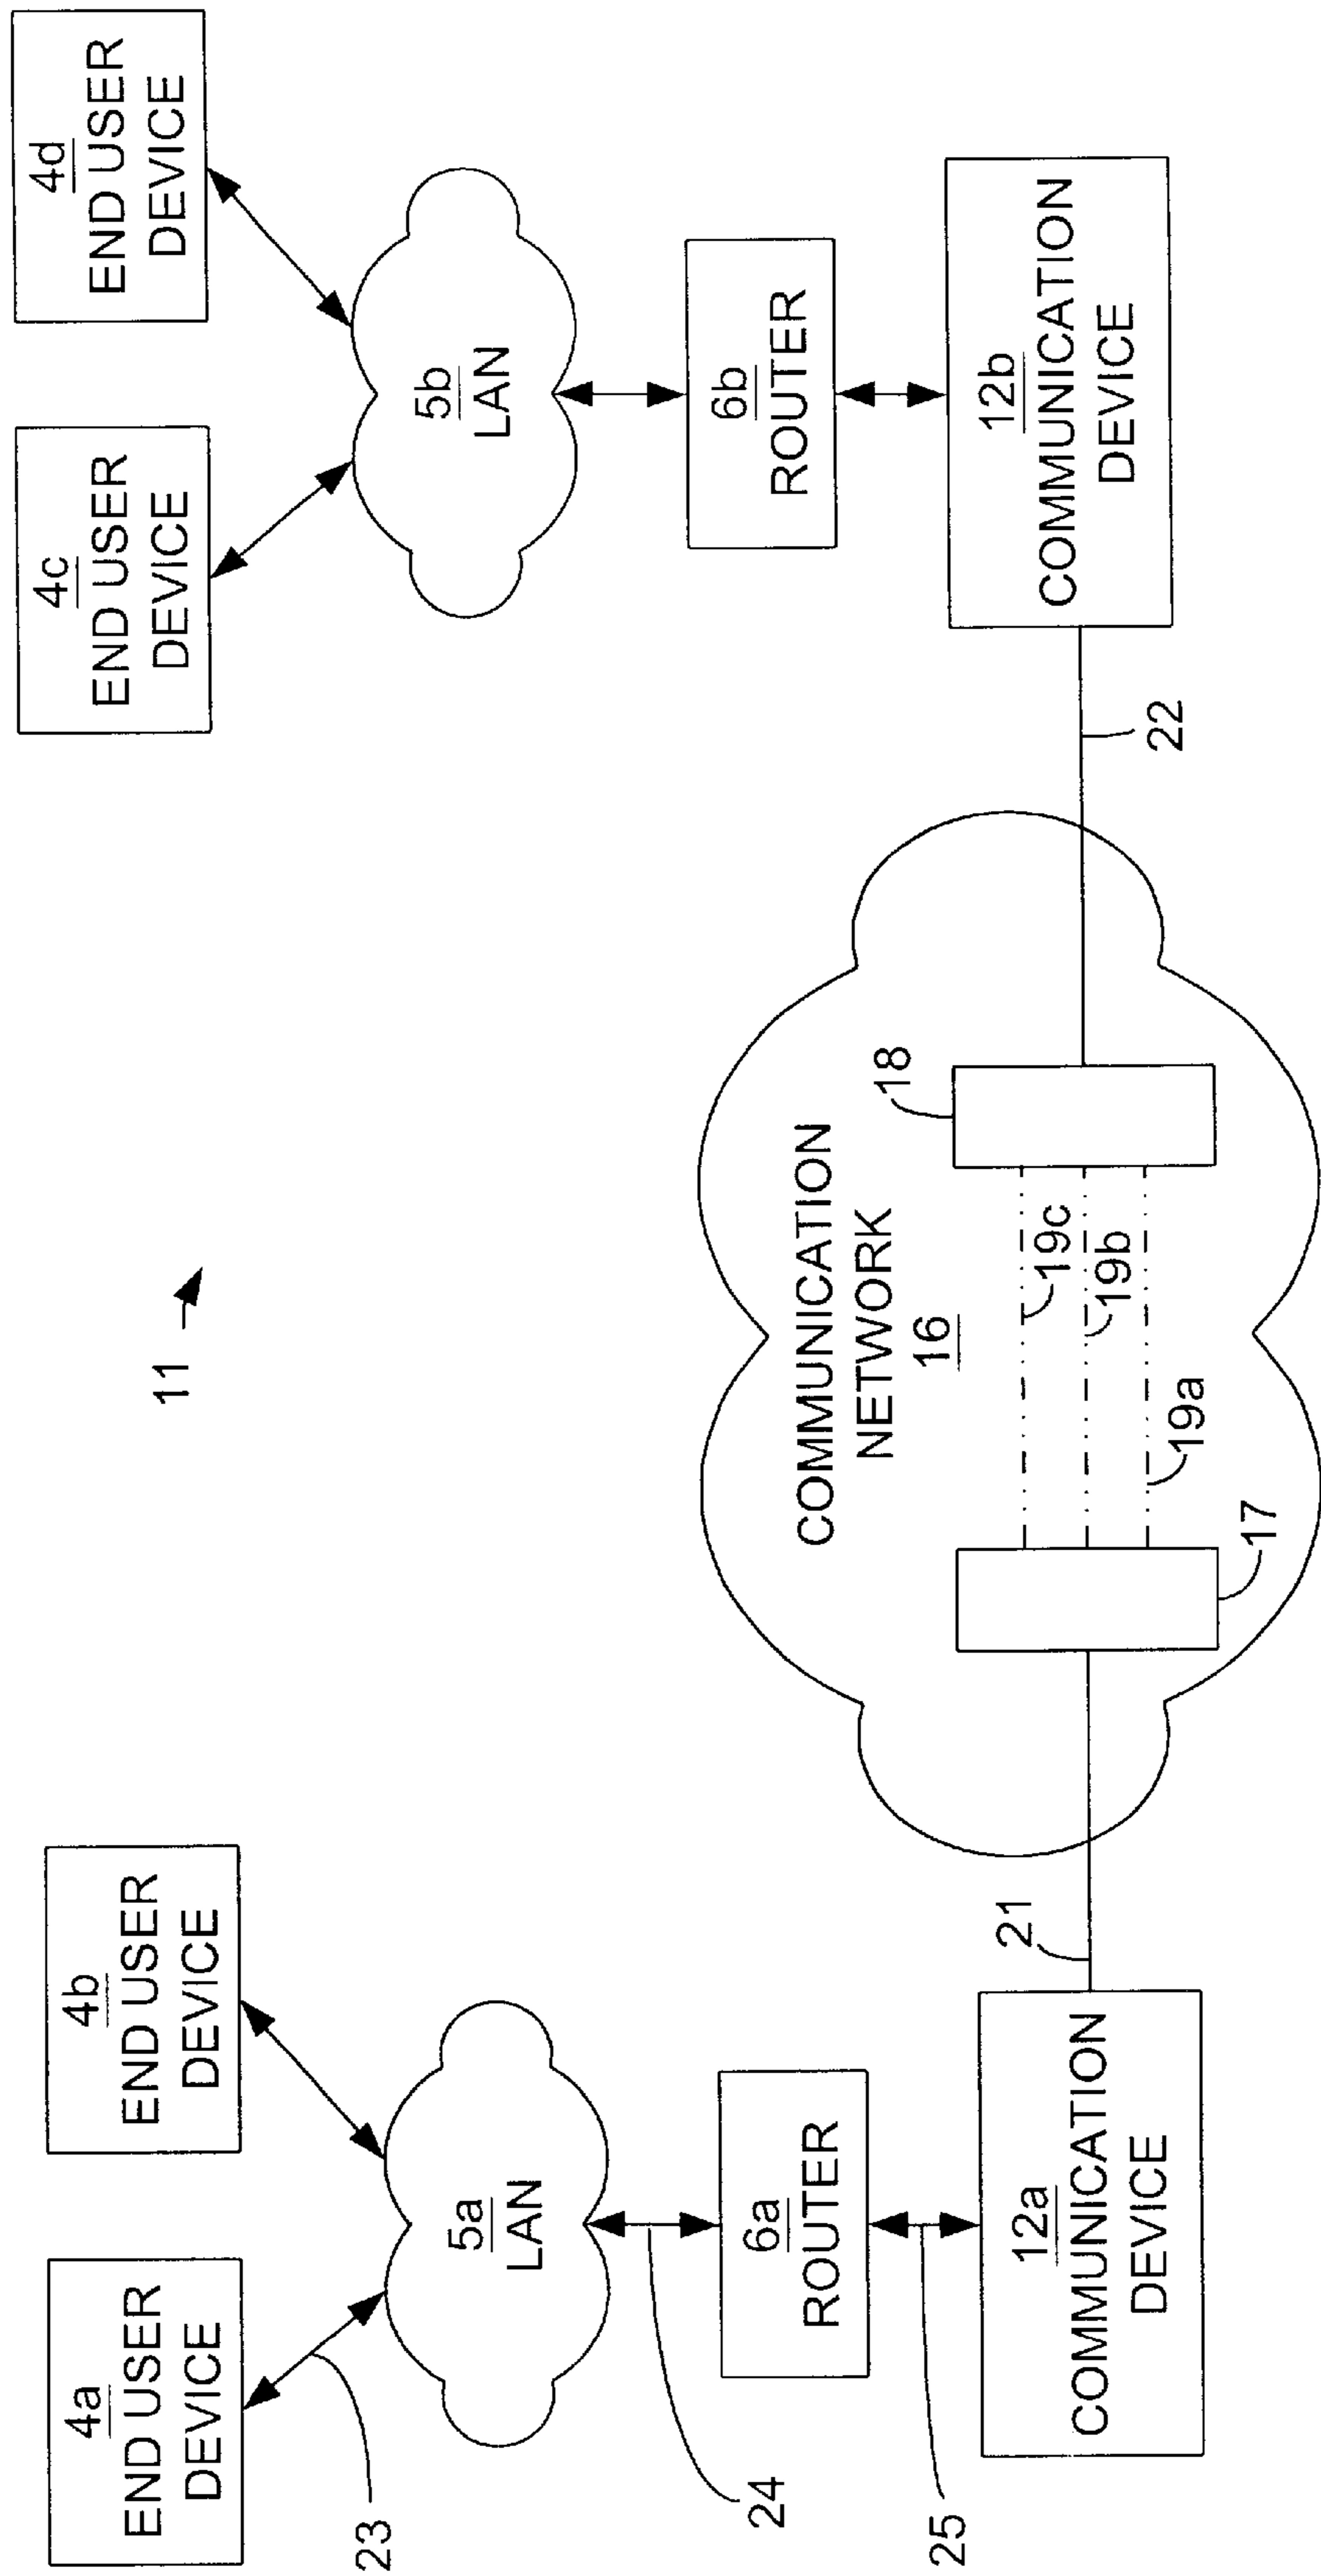 11
4a
END USER
DEVICE
4b
END USER
DEVICE
4c
END USER
DEVICE
4d
END USER
DEVICE
23
5a
LAN
5b
LAN
24
6a
ROUTER
6b
ROUTER
25
12a
COMMUNICATION
DEVICE
21
COMMUNICATION
NETWORK
16
17
18
19c
19b
19a
22
12b
COMMUNICATION
DEVICE